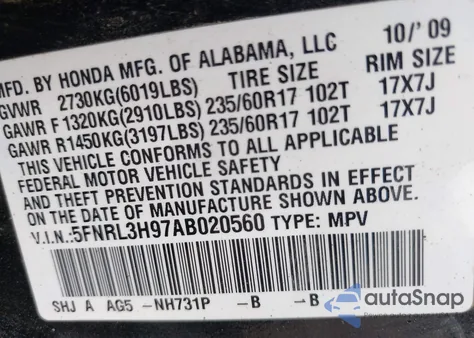 MFD. BY HONDA MFG. OF ALABAMA, LLC 10/' 09
GVWR 2730KG(6019LBS) TIRE SIZE RIM SIZE
GAWR F 1320KG(2910LBS) 235/60R17 102T 17X7J
GAWR R1450KG(3197LBS) 235/60R17 102T 17X7J
THIS VEHICLE CONFORMS TO ALL APPLICABLE
FEDERAL MOTOR VEHICLE SAFETY
AND THEFT PREVENTION STANDARDS IN EFFECT
ON THE DATE OF MANUFACTURE SHOWN ABOVE.
V.I.N.:5FNRL3H97AB020560 TYPE: MPV
SHJ A AG5 -NH731P -B -B
autoSnap